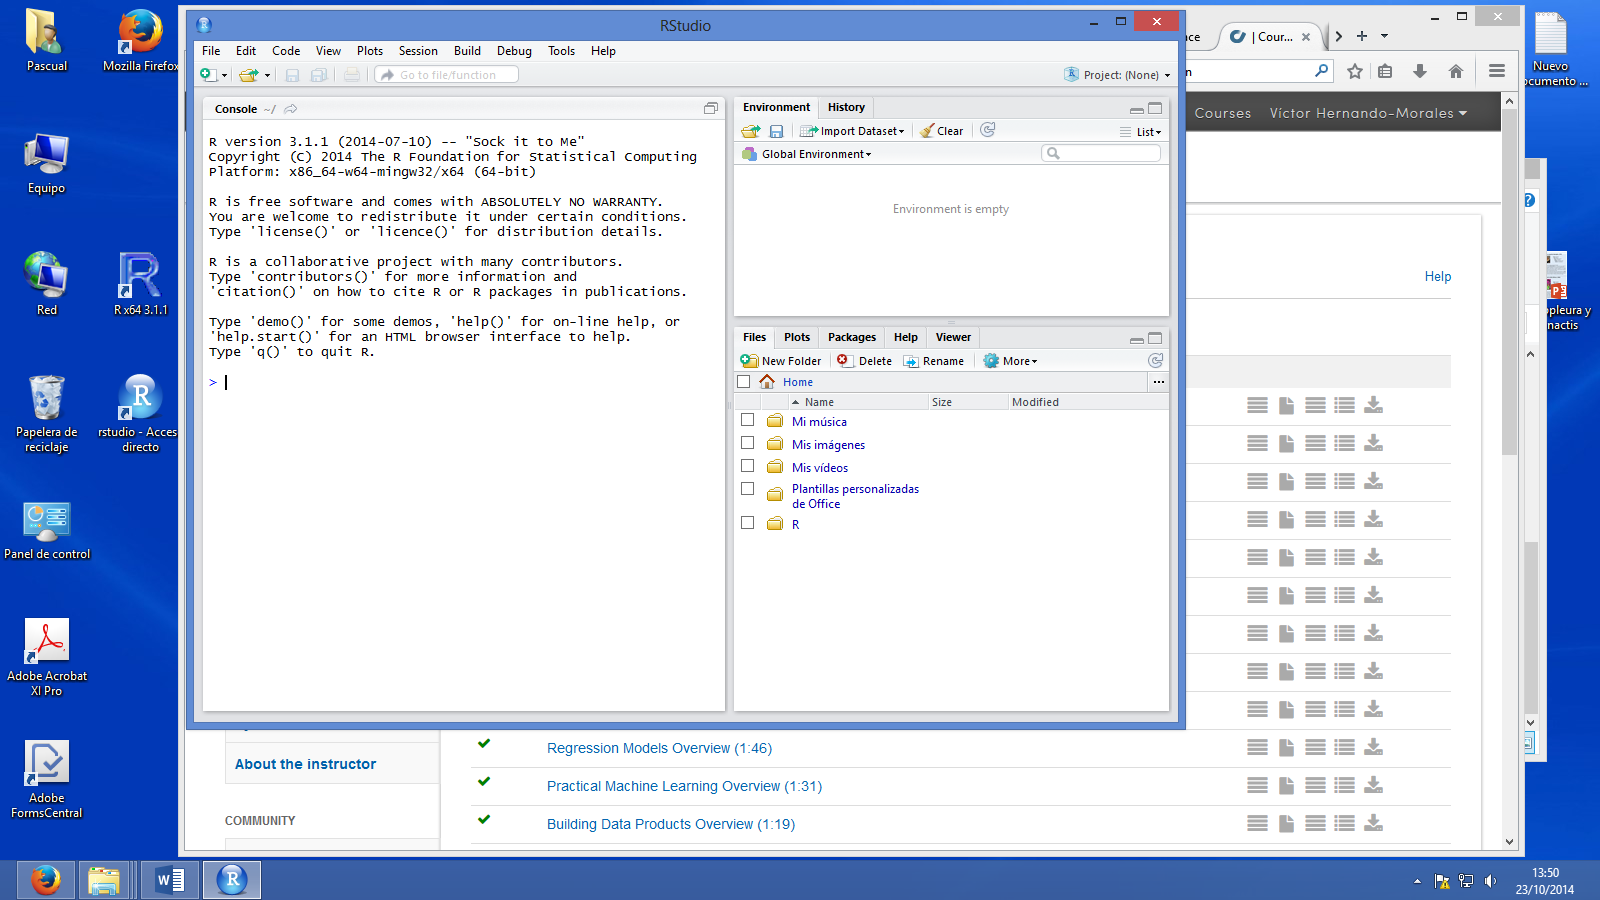 RStudio
File Edit Code View Plots Session Build Debug Tools Help
Go to file/function
Project: (None)
Console ~/
R version 3.1.1 (2014-07-10) -- "Sock it to Me"
Copyright (C) 2014 The R Foundation for Statistical Computing
Platform: x86_64-w64-mingw32/x64 (64-bit)
R is free software and comes with ABSOLUTELY NO WARRANTY.
You are welcome to redistribute it under certain conditions.
Type 'license()' or 'licence()' for distribution details.
R is a collaborative project with many contributors.
Type 'contributors()' for more information and
'citation()' on how to cite R or R packages in publications.
Type 'demo()' for some demos, 'help()' for on-line help, or
'help.start()' for an HTML browser interface to help.
Type 'q()' to quit R.
>
Environment History
Import Dataset Clear List
Global Environment
Environment is empty
Files Plots Packages Help Viewer
New Folder Delete Rename More
Home ...
Name Size Modified
Mi música
Mis imágenes
Mis vídeos
Plantillas personalizadas
de Office
R
| Cour...
Courses Víctor Hernando-Morales
Help
Regression Models Overview (1:46)
Practical Machine Learning Overview (1:31)
Building Data Products Overview (1:19)
About the instructor
COMMUNITY
Pascual
Mozilla Firefox
Equipo
Red
R x64 3.1.1
Papelera de
reciclaje
rstudio - Acces
directo
Panel de control
Adobe Acrobat
XI Pro
Adobe
FormsCentral
Nuevo
13:50
23/10/2014